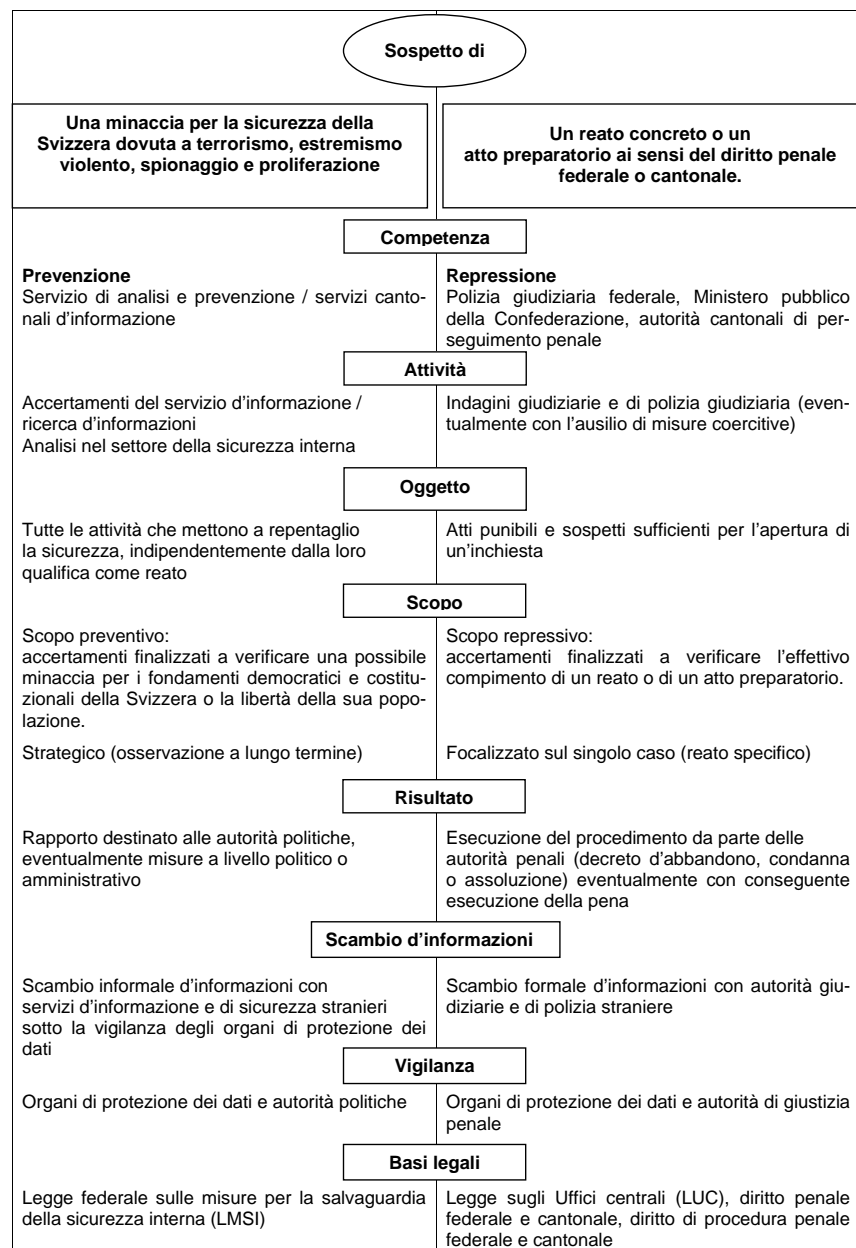 Sospetto di
Una minaccia per la sicurezza della
Svizzera dovuta a terrorismo, estremismo
violento, spionaggio e proliferazione
Un reato concreto o un
atto preparatorio ai sensi del diritto penale
federale o cantonale.
Competenza
Prevenzione
Servizio di analisi e prevenzione / servizi canto-
nali d'informazione
Repressione
Polizia giudiziaria federale, Ministero pubblico
della Confederazione, autorità cantonali di per-
seguimento penale
Attività
Accertamenti del servizio d'informazione /
ricerca d'informazioni
Analisi nel settore della sicurezza interna
Indagini giudiziarie e di polizia giudiziaria (even-
tualmente con l'ausilio di misure coercitive)
Oggetto
Tutte le attività che mettono a repentaglio
la sicurezza, indipendentemente dalla loro
qualifica come reato
Atti punibili e sospetti sufficienti per l'apertura di
un'inchiesta
Scopo
Scopo preventivo:
accertamenti finalizzati a verificare una possibile
minaccia per i fondamenti democratici e costitu-
zionali della Svizzera o la libertà della sua popo-
lazione.
Strategico (osservazione a lungo termine)
Scopo repressivo:
accertamenti finalizzati a verificare l'effettivo
compimento di un reato o di un atto preparatorio.
Focalizzato sul singolo caso (reato specifico)
Risultato
Rapporto destinato alle autorità politiche,
eventualmente misure a livello politico o
amministrativo
Esecuzione del procedimento da parte delle
autorità penali (decreto d'abbandono, condanna
o assoluzione) eventualmente con conseguente
esecuzione della pena
Scambio d'informazioni
Scambio informale d'informazioni con
servizi d'informazione e di sicurezza stranieri
sotto la vigilanza degli organi di protezione dei
dati
Scambio formale d'informazioni con autorità giu-
diziarie e di polizia straniere
Vigilanza
Organi di protezione dei dati e autorità politiche
Organi di protezione dei dati e autorità di giustizia
penale
Basi legali
Legge federale sulle misure per la salvaguardia
della sicurezza interna (LMSI)
Legge sugli Uffici centrali (LUC), diritto penale
federale e cantonale, diritto di procedura penale
federale e cantonale